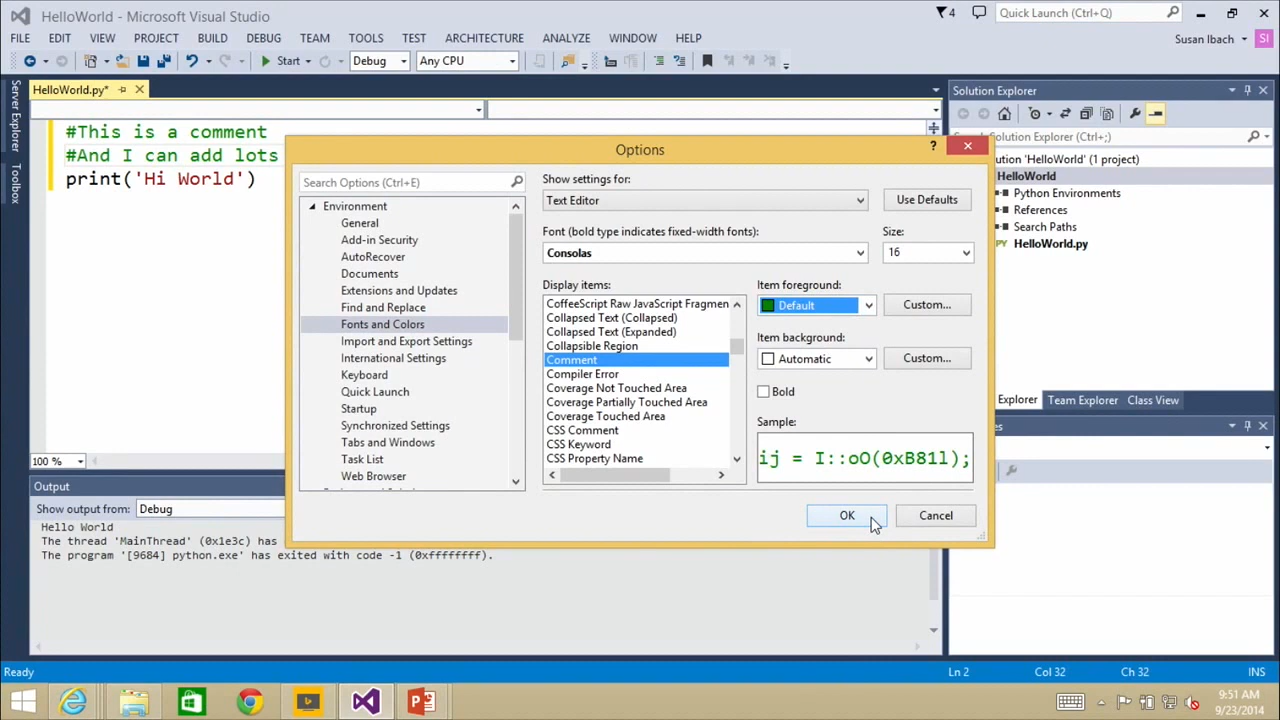 HelloWorld - Microsoft Visual Studio
4
Quick Launch (Ctrl+Q)
FILE EDIT VIEW PROJECT BUILD DEBUG TEAM TOOLS TEST ARCHITECTURE ANALYZE WINDOW HELP
Susan Ibach
SI
Start
Debug
Any CPU
Server Explorer
Toolbox
HelloWorld.py*
#This is a comment
#And I can add lots
print('Hi World')
100 %
Options
Search Options (Ctrl+E)
Environment
General
Add-in Security
AutoRecover
Documents
Extensions and Updates
Find and Replace
Fonts and Colors
Import and Export Settings
International Settings
Keyboard
Quick Launch
Startup
Synchronized Settings
Tabs and Windows
Task List
Web Browser
Show settings for:
Text Editor
Use Defaults
Font (bold type indicates fixed-width fonts):
Size:
Consolas
16
Display items:
CoffeeScript Raw JavaScript Fragmen
Collapsed Text (Collapsed)
Collapsed Text (Expanded)
Collapsible Region
Comment
Compiler Error
Coverage Not Touched Area
Coverage Partially Touched Area
Coverage Touched Area
CSS Comment
CSS Keyword
CSS Property Name
Item foreground:
Default
Custom...
Item background:
Automatic
Custom...
Bold
Sample:
ij = I::oO(0xB81l);
OK
Cancel
Solution Explorer
Solution Explorer (Ctrl+;)
ution 'HelloWorld' (1 project)
HelloWorld
Python Environments
References
Search Paths
PY HelloWorld.py
Explorer
Team Explorer
Class View
es
Output
Show output from:
Debug
Hello World
The thread 'MainThread' (0x1e3c) has
The program '[9684] python.exe' has exited with code -1 (0xffffffff).
Ready
Ln 2
Col 32
Ch 32
INS
9:51 AM
9/23/2014